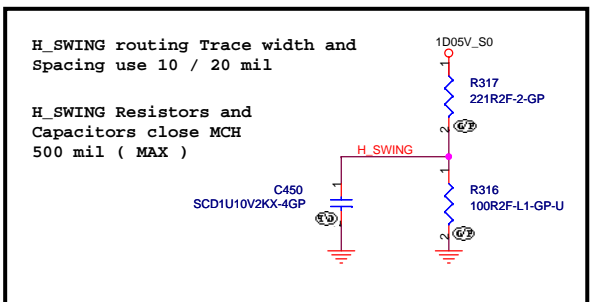 H_SWING routing Trace width and
Spacing use 10 / 20 mil
H_SWING Resistors and
Capacitors close MCH
500 mil ( MAX )
1D05V_S0
1
R317
221R2F-2-GP
2
H_SWING
1
C450
SCD1U10V2KX-4GP
1
R316
100R2F-L1-GP-U
2